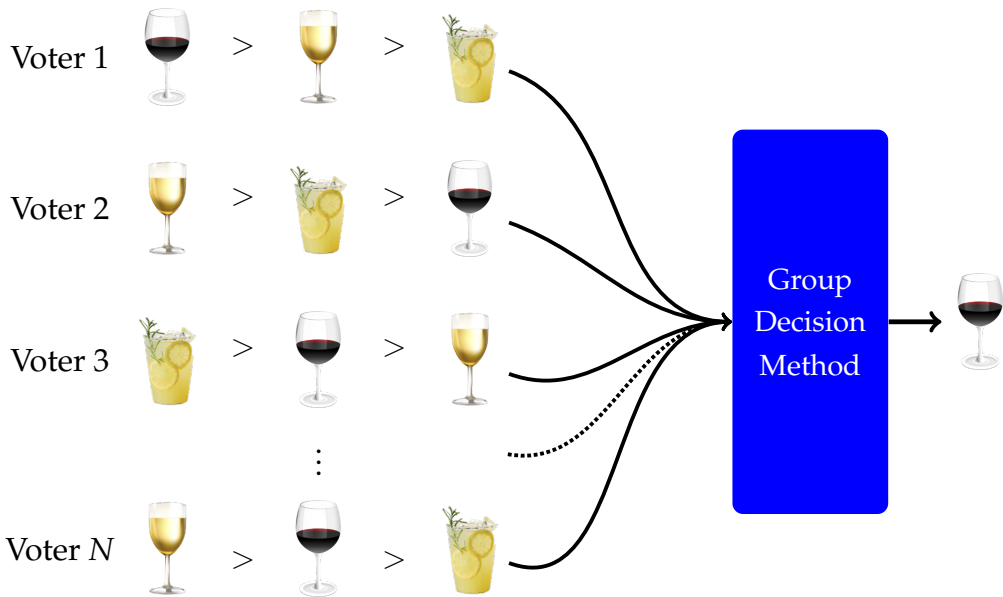 Voter 1 > >
Voter 2 > >
Voter 3 > >
⋮
Voter N > >
Group
Decision
Method